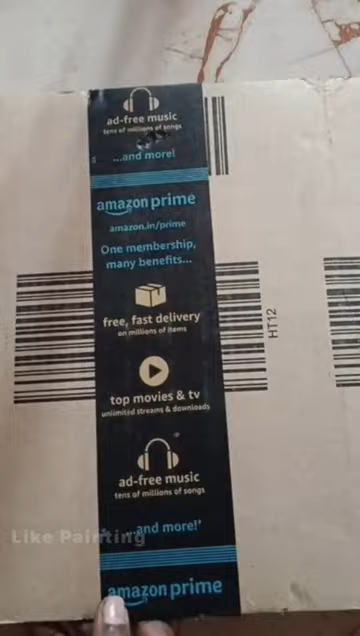 ad-free music
tens of millions of songs
...and more!
amazon prime
amazon.in/prime
One membership,
many benefits...
free, fast delivery
on millions of items
HT12
top movies & tv
unlimited streams & downloads
ad-free music
tens of millions of songs
...and more!
Like Painting
amazon prime